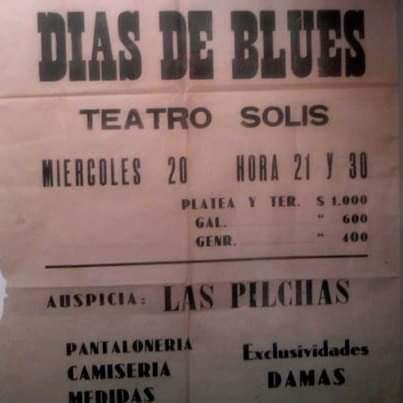 DIAS DE BLUES
TEATRO SOLIS
MIERCOLES 20 HORA 21 Y 30
PLATEA Y TER. $ 1.000
GAL. " 600
GENR. " 400
AUSPICIA: LAS PILCHAS
PANTALONERIA
CAMISERIA
MEDIDAS
Exclusividades
DAMAS